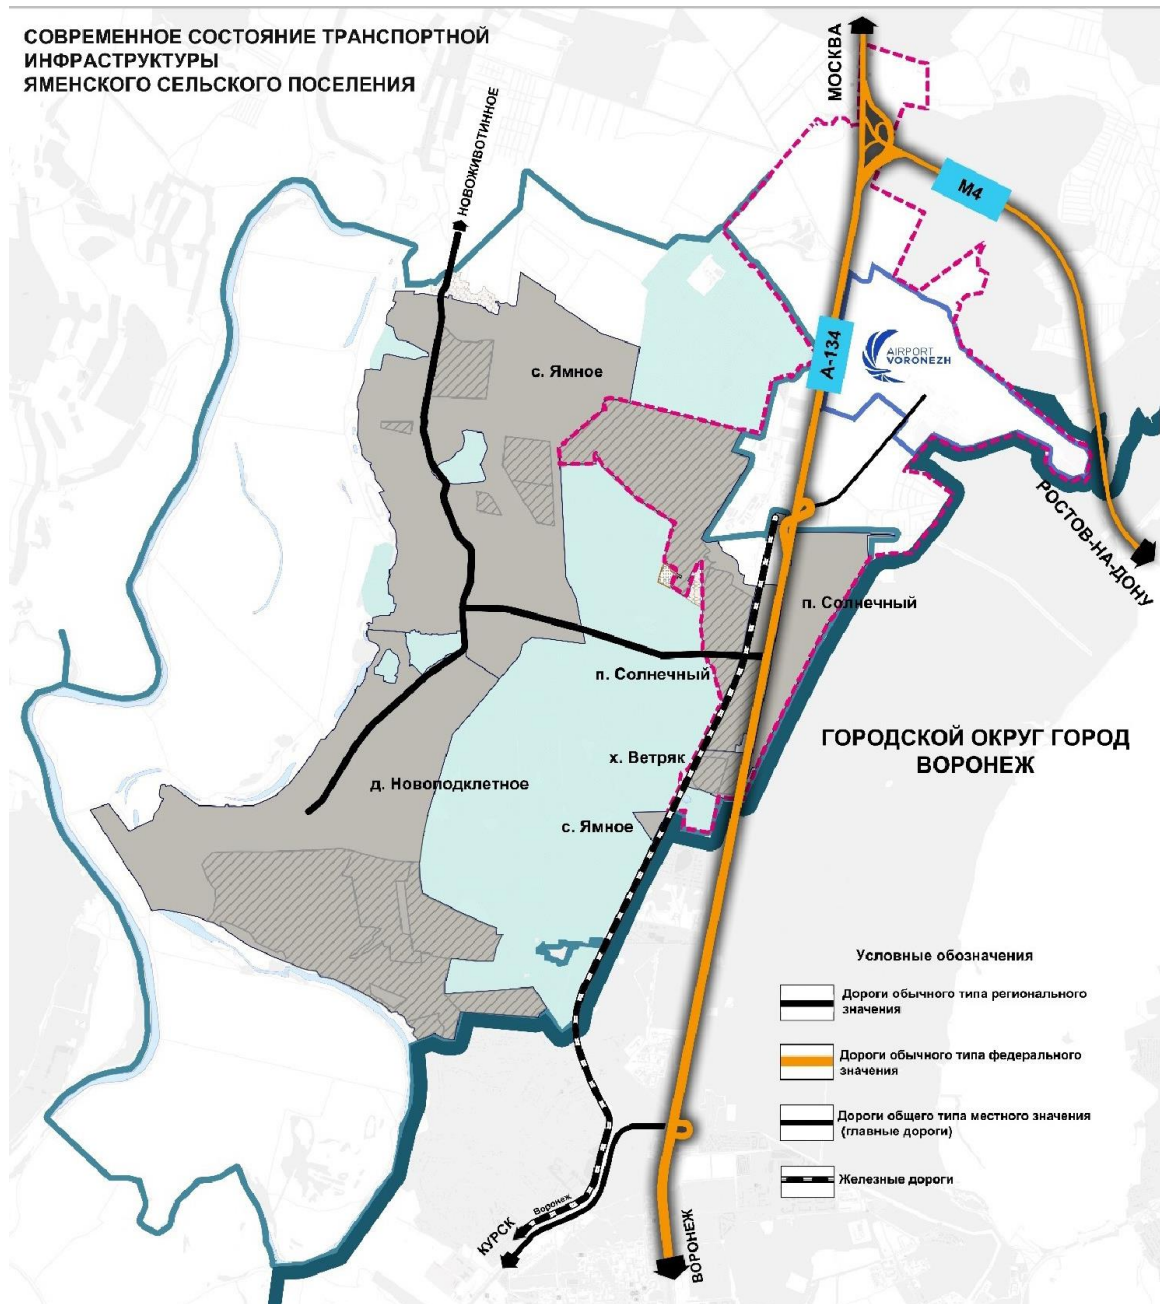 СОВРЕМЕННОЕ СОСТОЯНИЕ ТРАНСПОРТНОЙ
ИНФРАСТРУКТУРЫ
ЯМЕНСКОГО СЕЛЬСКОГО ПОСЕЛЕНИЯ
МОСКВА
НОВОЖИВОТИННОЕ
М4
А-134
AIRPORT
VORONEZH
с. Ямное
РОСТОВ-НА-ДОНУ
п. Солнечный
п. Солнечный
ГОРОДСКОЙ ОКРУГ ГОРОД
ВОРОНЕЖ
х. Ветряк
д. Новоподклетное
с. Ямное
Условные обозначения
Дороги обычного типа регионального
значения
Дороги обычного типа федерального
значения
Дороги общего типа местного значения
(главные дороги)
Железные дороги
Воронеж
КУРСК
ВОРОНЕЖ